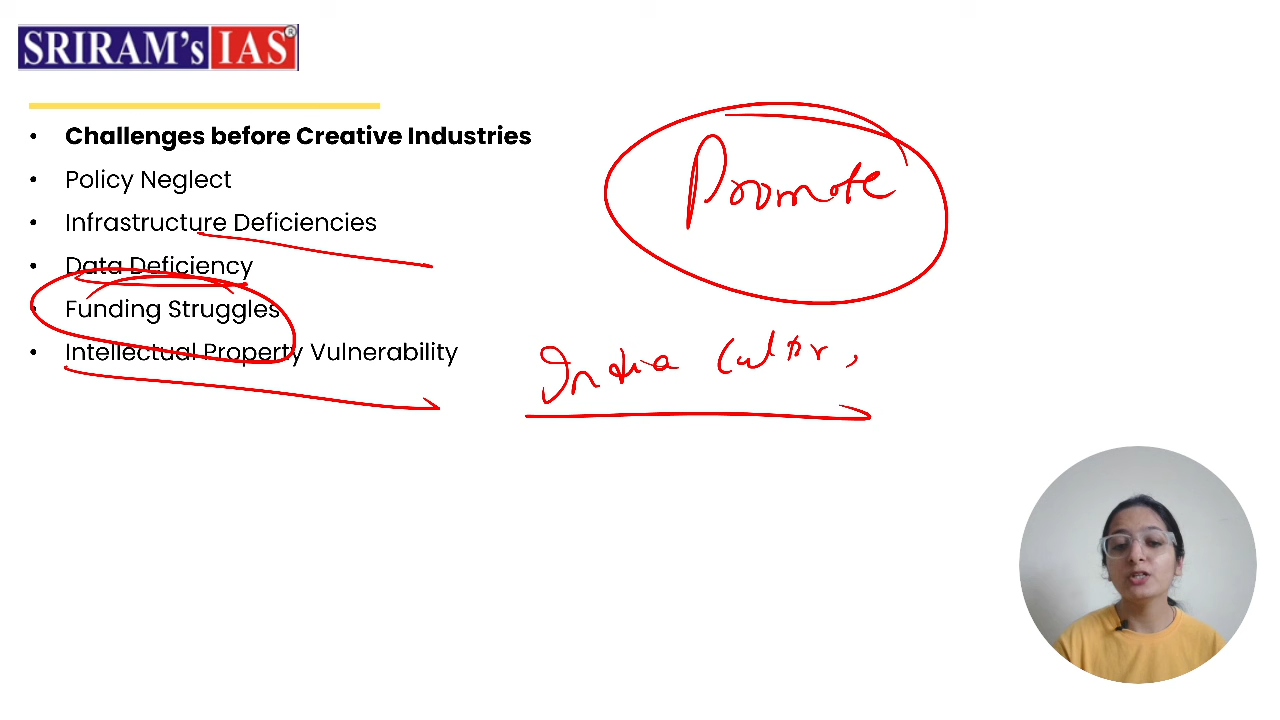 SRIRAM's IAS®
• Challenges before Creative Industries
• Policy Neglect
• Infrastructure Deficiencies
• Data Deficiency
• Funding Struggles
• Intellectual Property Vulnerability
Promote
India